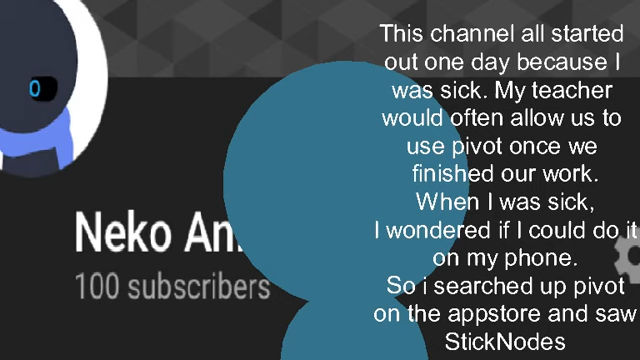 This channel all started
out one day because I
was sick. My teacher
would often allow us to
use pivot once we
finished our work.
When I was sick,
I wondered if I could do it
on my phone.
So i searched up pivot
on the appstore and saw
StickNodes
Neko
100 subscribers